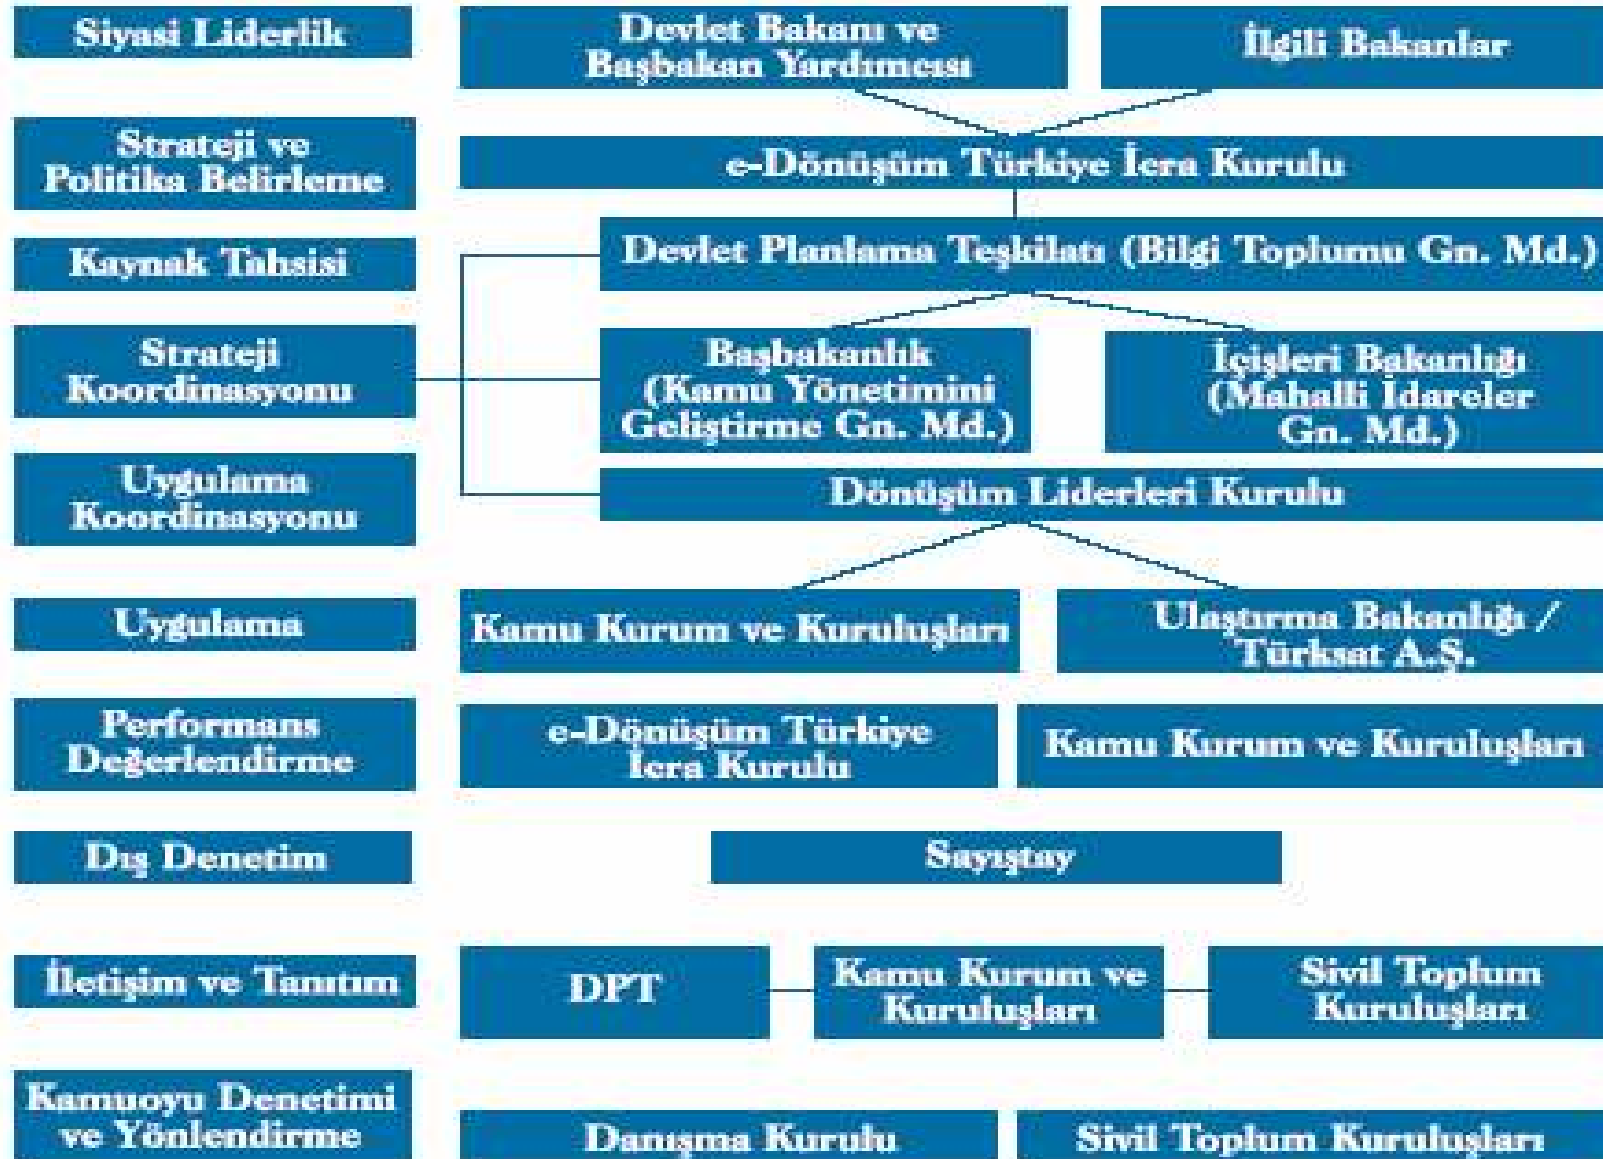 Siyasi Liderlik
Devlet Bakanı ve
Başbakan Yardımcısı
İlgili Bakanlar
Strateji ve
Politika Belirleme
e-Dönüşüm Türkiye İcra Kurulu
Kaynak Tahsisi
Devlet Planlama Teşkilatı (Bilgi Toplumu Gn. Md.)
Strateji
Koordinasyonu
Başbakanlık
(Kamu Yönetimini
Geliştirme Gn. Md.)
İçişleri Bakanlığı
(Mahalli İdareler
Gn. Md.)
Uygulama
Koordinasyonu
Dönüşüm Liderleri Kurulu
Uygulama
Kamu Kurum ve Kuruluşları
Ulaştırma Bakanlığı /
Türksat A.Ş.
Performans
Değerlendirme
e-Dönüşüm Türkiye
İcra Kurulu
Kamu Kurum ve Kuruluşları
Dış Denetim
Sayıştay
İletişim ve Tanıtım
DPT
Kamu Kurum ve
Kuruluşları
Sivil Toplum
Kuruluşları
Kamuoyu Denetimi
ve Yönlendirme
Danışma Kurulu
Sivil Toplum Kuruluşları